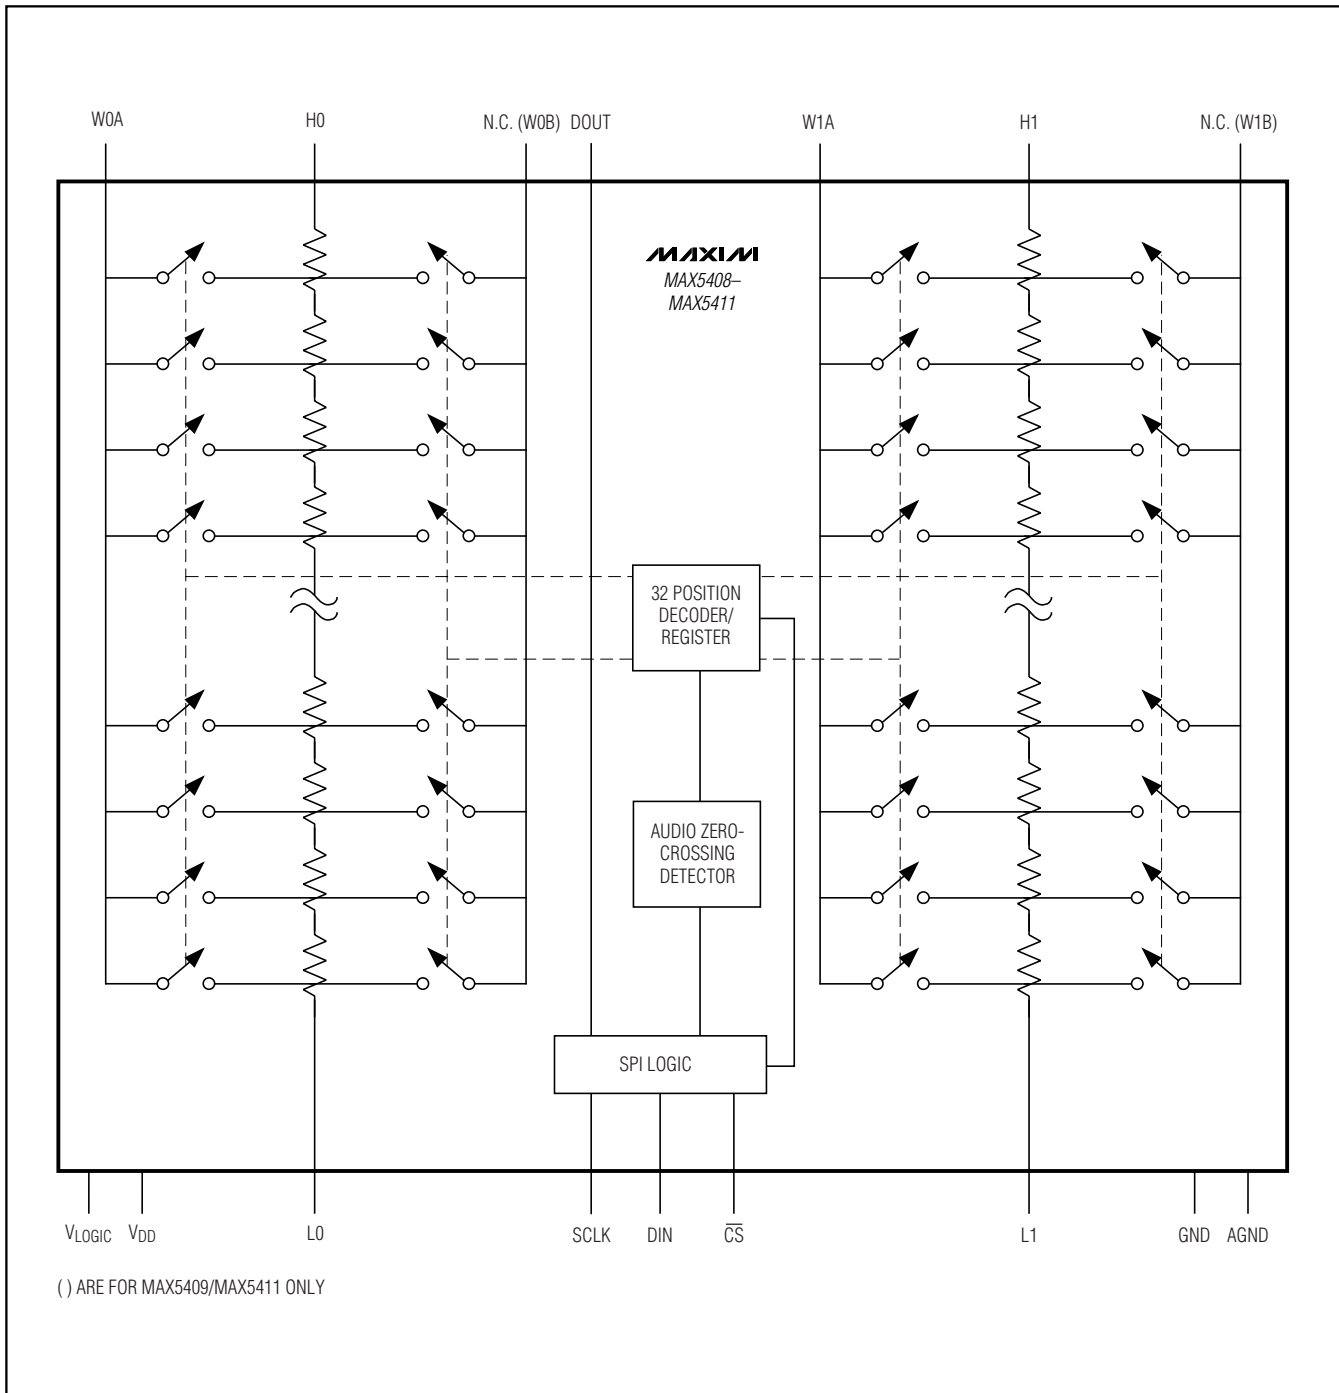 W0A H0 N.C. (W0B) DOUT W1A H1 N.C. (W1B)
MAXIM
MAX5408–
MAX5411
32 POSITION
DECODER/
REGISTER
AUDIO ZERO-
CROSSING
DETECTOR
SPI LOGIC
VLOGIC VDD L0 SCLK DIN C̅S̅ L1 GND AGND
( ) ARE FOR MAX5409/MAX5411 ONLY